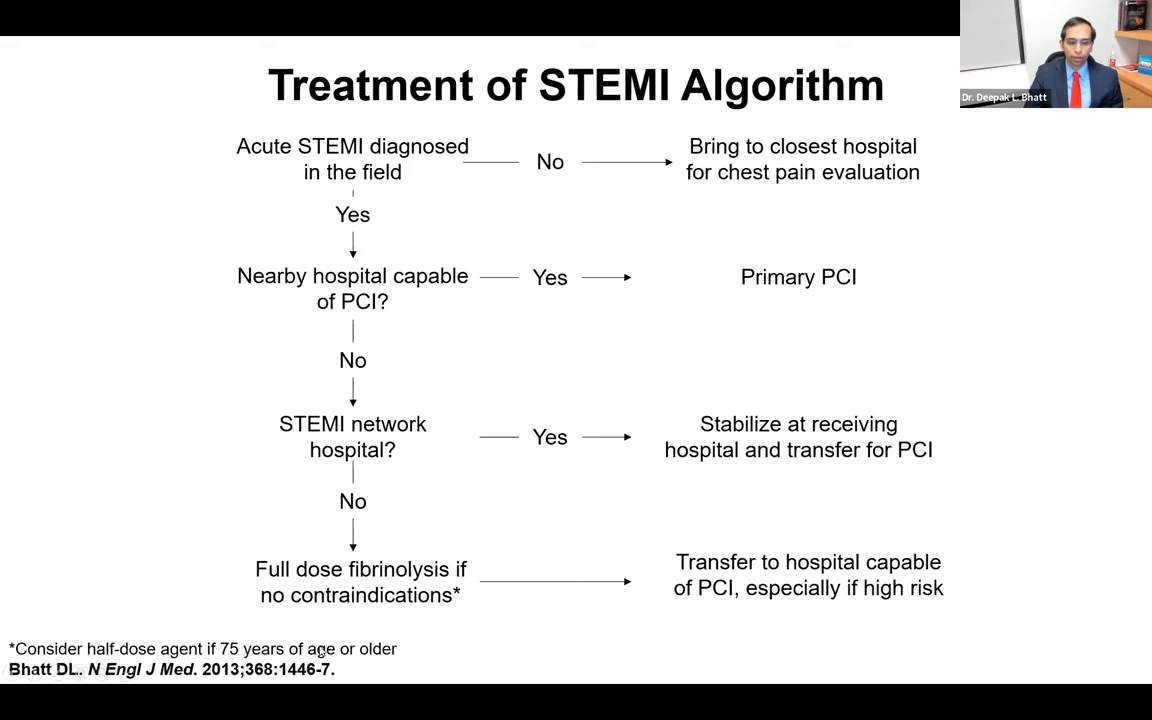 Treatment of STEMI Algorithm
Dr. Deepak L. Bhatt
Acute STEMI diagnosed
in the field
No
Bring to closest hospital
for chest pain evaluation
Yes
Nearby hospital capable
of PCI?
Yes
Primary PCI
No
STEMI network
hospital?
Yes
Stabilize at receiving
hospital and transfer for PCI
No
Full dose fibrinolysis if
no contraindications*
Transfer to hospital capable
of PCI, especially if high risk
*Consider half-dose agent if 75 years of age or older
Bhatt DL. N Engl J Med. 2013;368:1446-7.